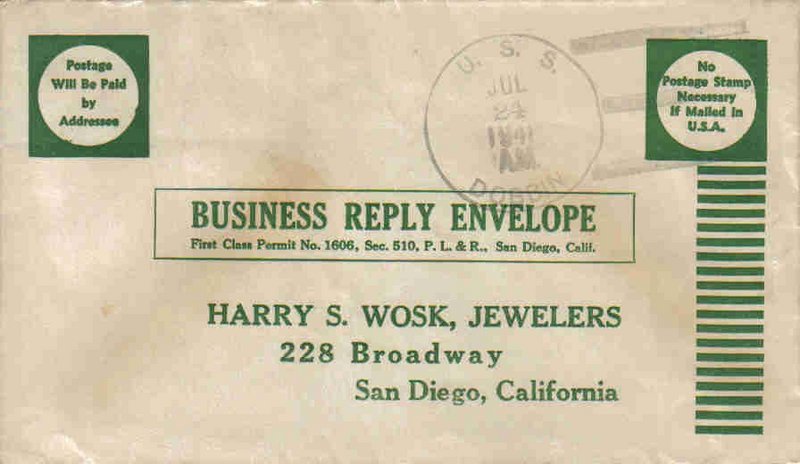 Postage
Will Be Paid
by
Addressee
U. S. S.
JUL
24
1941
AM
DOBBIN
No
Postage Stamp
Necessary
If Mailed In
U.S.A.
BUSINESS REPLY ENVELOPE
First Class Permit No. 1606, Sec. 510, P. L. & R., San Diego, Calif.
HARRY S. WOSK, JEWELERS
228 Broadway
San Diego, California